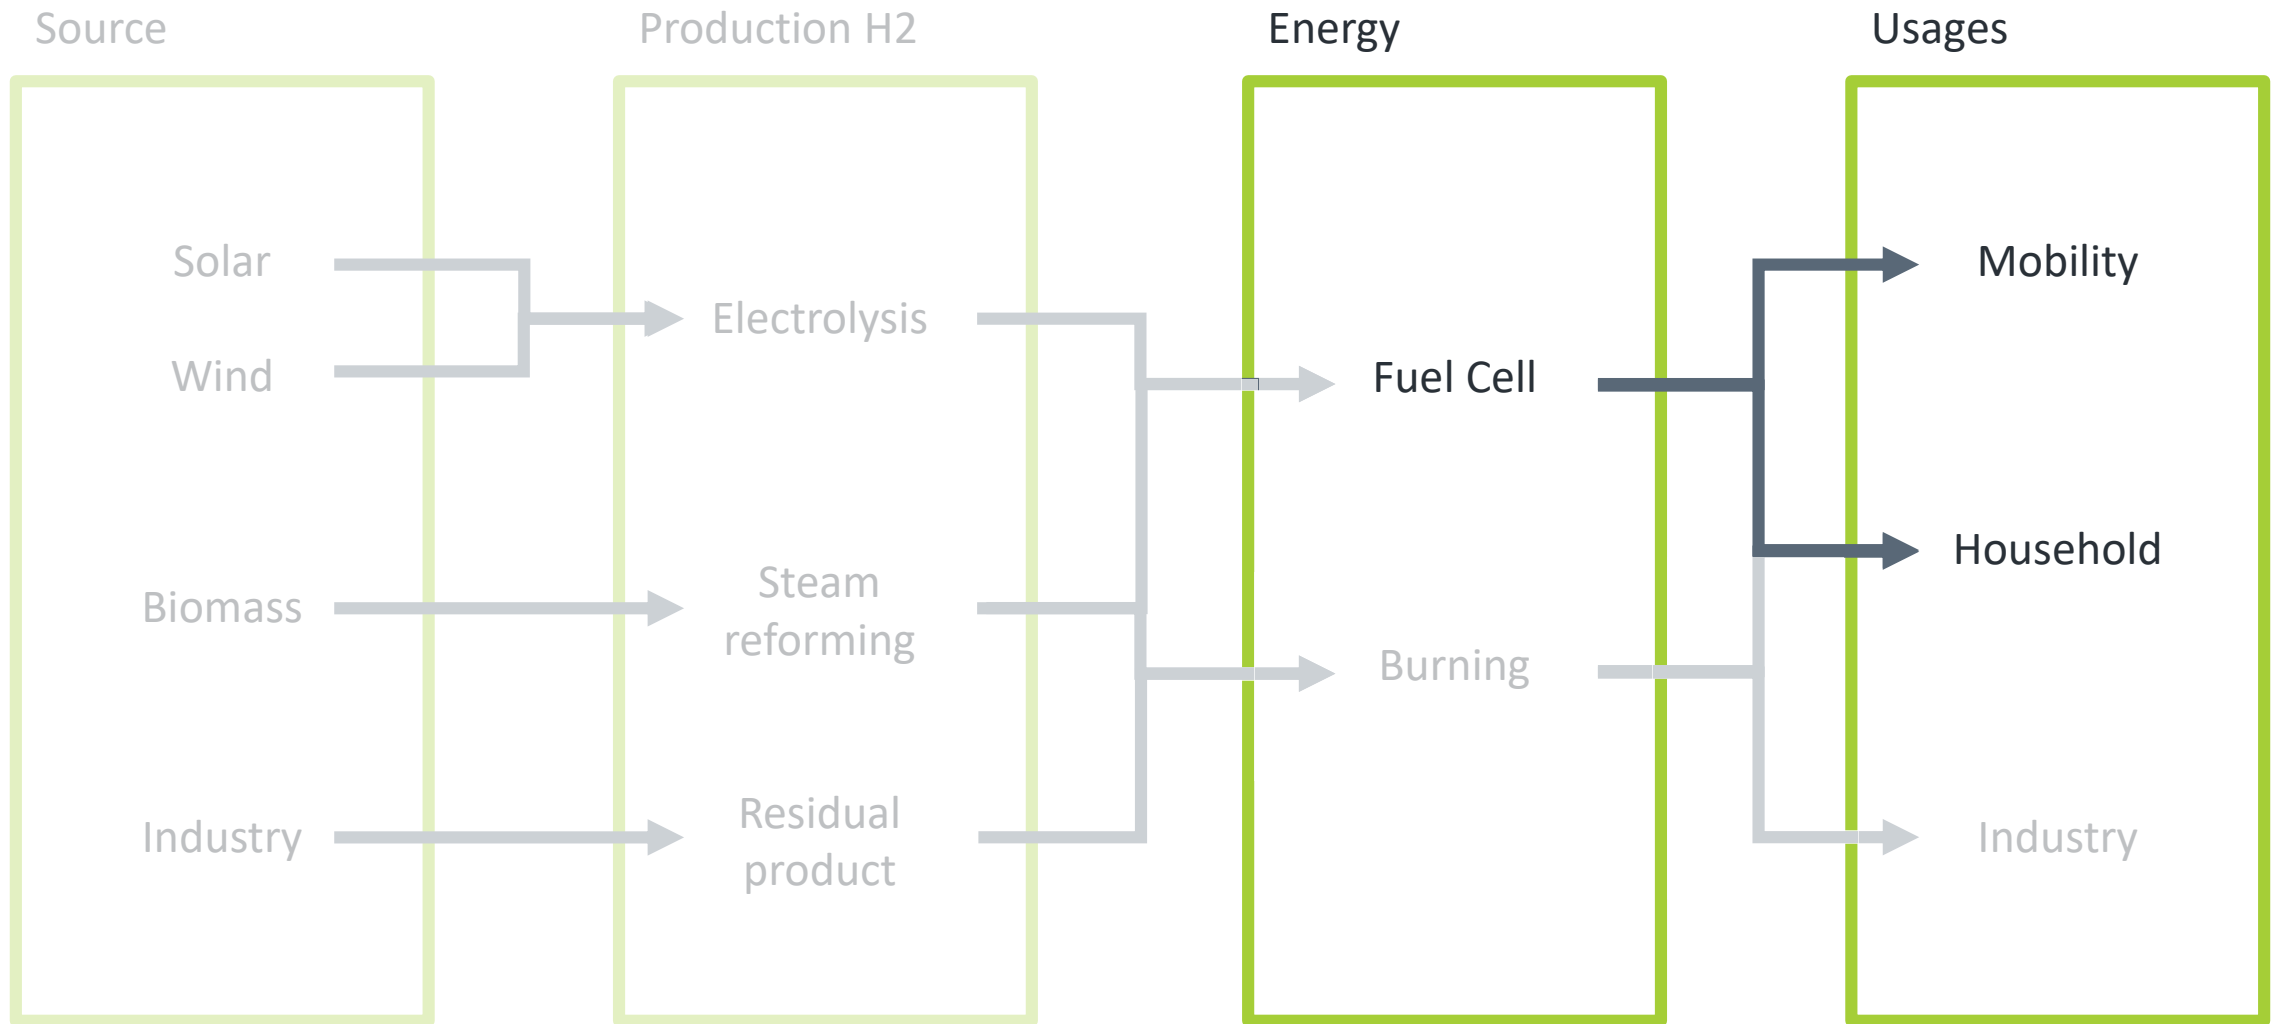 Source
Production H2
Energy
Usages
Solar
Wind
Biomass
Industry
Electrolysis
Steam
reforming
Residual
product
Fuel Cell
Burning
Mobility
Household
Industry